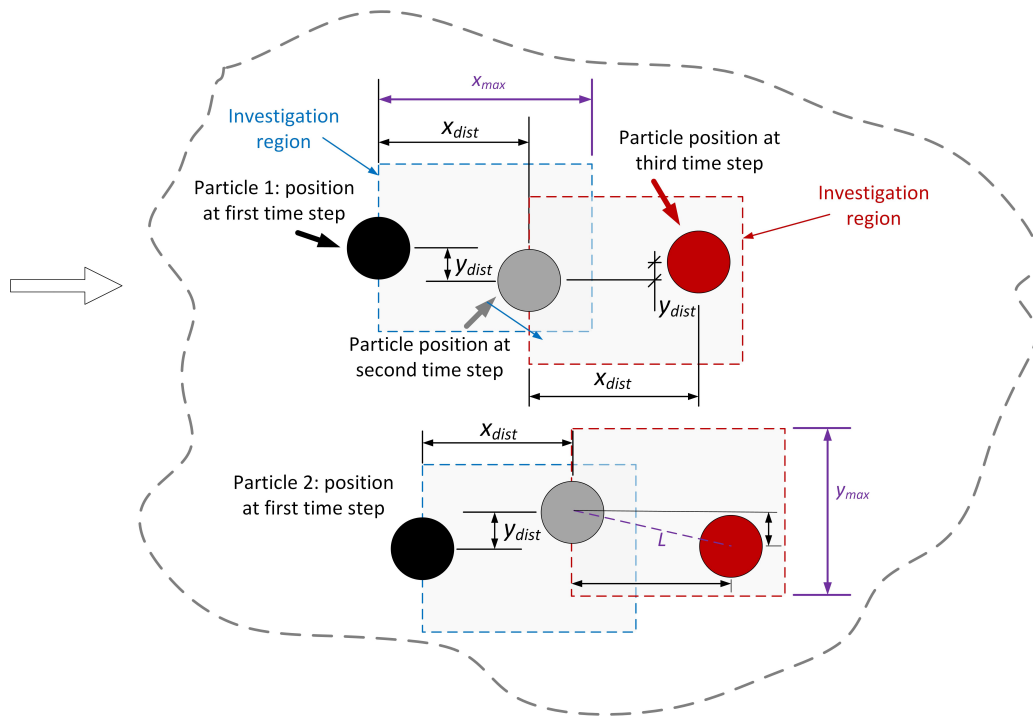 x_max
Investigation
region
x_dist
Particle position at
third time step
Particle 1: position
at first time step
Investigation
region
y_dist
y_dist
Particle position at
second time step
x_dist
x_dist
Particle 2: position
at first time step
y_max
y_dist
L